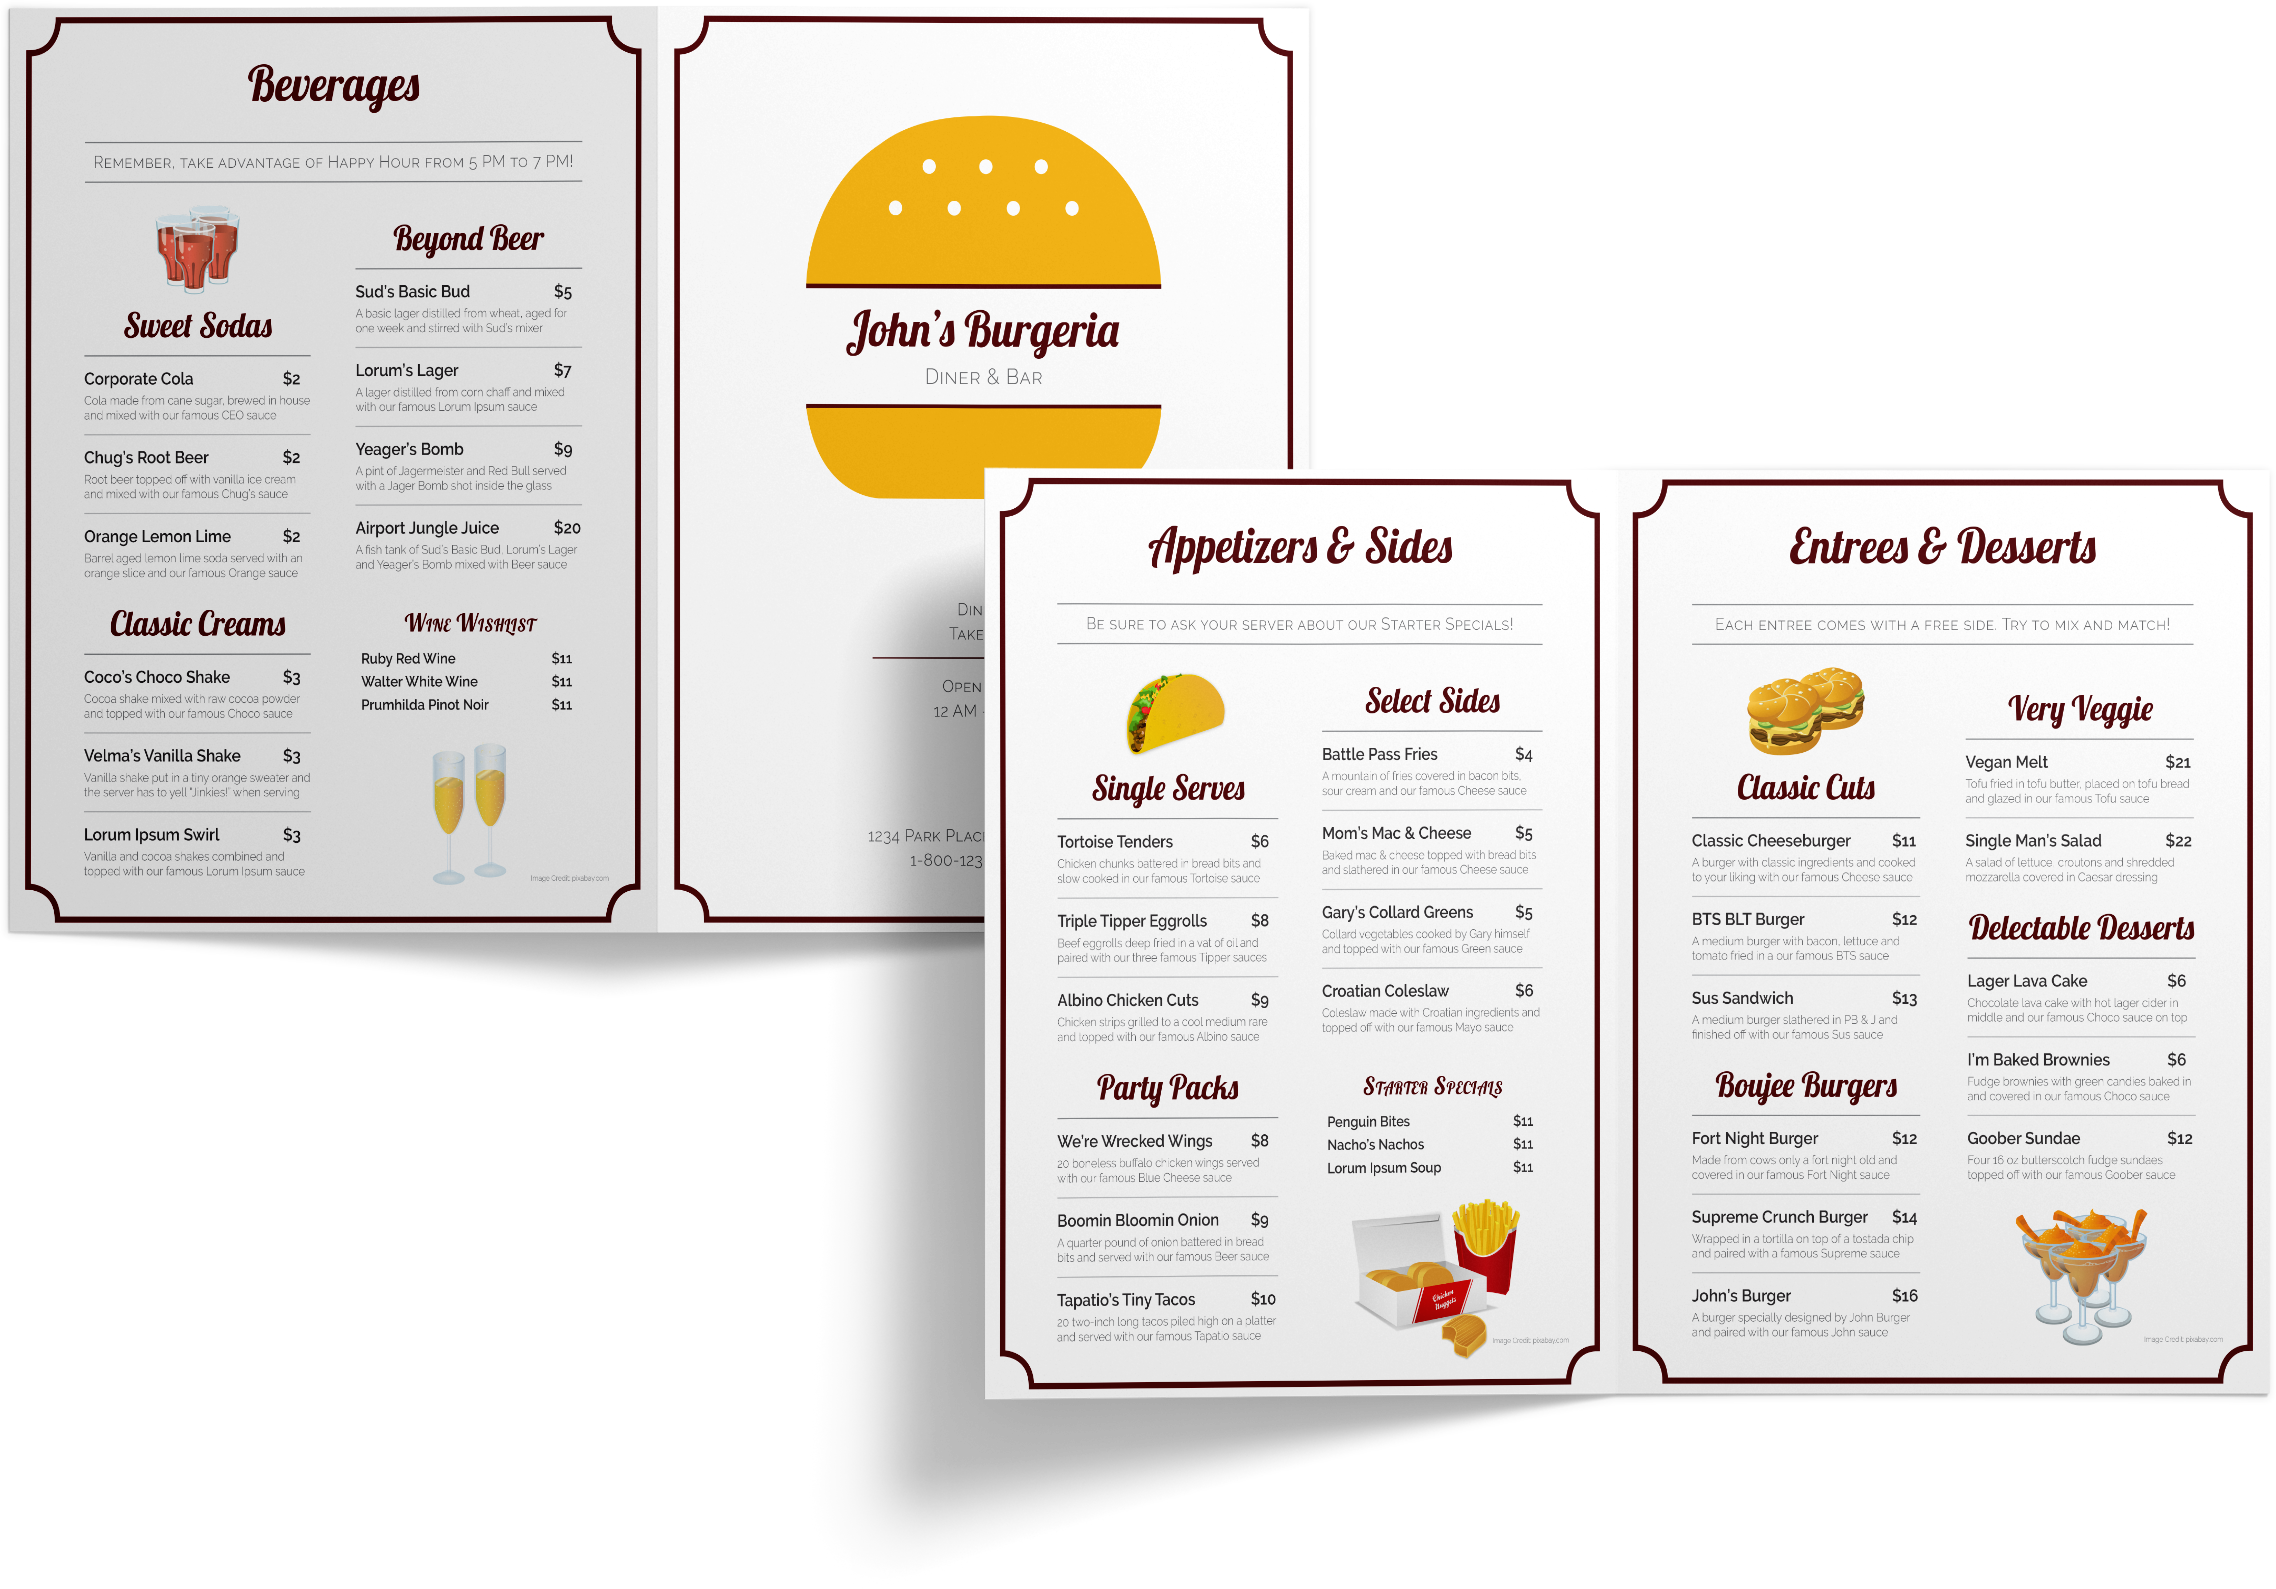 Beverages
Remember, take advantage of Happy Hour from 5 PM to 7 PM!
Sweet Sodas
Corporate Cola $2
Cola made from cane sugar, brewed in house
and mixed with our famous CEO sauce
Chug's Root Beer $2
Root beer topped off with vanilla ice cream
and mixed with our famous Chug's sauce
Orange Lemon Lime $2
Barrel aged lemon lime soda served with an
orange slice and our famous Orange sauce
Classic Creams
Coco's Choco Shake $3
Cocoa shake mixed with raw cocoa powder
and topped with our famous Choco sauce
Velma's Vanilla Shake $3
Vanilla shake put in a tiny orange sweater and
the server has to yell "Jinkies!" when serving
Lorum Ipsum Swirl $3
Vanilla and cocoa shakes combined and
topped with our famous Lorum Ipsum sauce
Beyond Beer
Sud's Basic Bud $5
A basic lager distilled from wheat, aged for
one week and stirred with Sud's mixer
Lorum's Lager $7
A lager distilled from corn chaff and mixed
with our famous Lorum Ipsum sauce
Yeager's Bomb $9
A pint of Jagermeister and Red Bull served
with a Jager Bomb shot inside the glass
Airport Jungle Juice $20
A fish tank of Sud's Basic Bud, Lorum's Lager
and Yeager's Bomb mixed with Beer sauce
Wine Wishlist
Ruby Red Wine $11
Walter White Wine $11
Prumhilda Pinot Noir $11
Image Credit: pixabay.com
John's Burgeria
Diner & Bar
Din
Take
Open
12 AM
1234 Park Plac
1-800-123
Appetizers & Sides
Be sure to ask your server about our Starter Specials!
Single Serves
Tortoise Tenders $6
Chicken chunks battered in bread bits and
slow cooked in our famous Tortoise sauce
Triple Tipper Eggrolls $8
Beef eggrolls deep fried in a vat of oil and
paired with our three famous Tipper sauces
Albino Chicken Cuts $9
Chicken strips grilled to a cool medium rare
and topped with our famous Albino sauce
Party Packs
We're Wrecked Wings $8
20 boneless buffalo chicken wings served
with our famous Blue Cheese sauce
Boomin Bloomin Onion $9
A quarter pound of onion battered in bread
bits and served with our famous Beer sauce
Tapatio's Tiny Tacos $10
20 two-inch long tacos piled high on a platter
and served with our famous Tapatio sauce
Select Sides
Battle Pass Fries $4
A mountain of fries covered in bacon bits,
sour cream and our famous Cheese sauce
Mom's Mac & Cheese $5
Baked mac & cheese topped with bread bits
and slathered in our famous Cheese sauce
Gary's Collard Greens $5
Collard vegetables cooked by Gary himself
and topped with our famous Green sauce
Croatian Coleslaw $6
Coleslaw made with Croatian ingredients and
topped off with our famous Mayo sauce
Starter Specials
Penguin Bites $11
Nacho's Nachos $11
Lorum Ipsum Soup $11
Chicken
Nuggets
Image Credit: pixabay.com
Entrees & Desserts
Each entree comes with a free side. Try to mix and match!
Classic Cuts
Classic Cheeseburger $11
A burger with classic ingredients and cooked
to your liking with our famous Cheese sauce
BTS BLT Burger $12
A medium burger with bacon, lettuce and
tomato fried in a our famous BTS sauce
Sus Sandwich $13
A medium burger slathered in PB & J and
finished off with our famous Sus sauce
Boujee Burgers
Fort Night Burger $12
Made from cows only a fort night old and
covered in our famous Fort Night sauce
Supreme Crunch Burger $14
Wrapped in a tortilla on top of a tostada chip
and paired with a famous Supreme sauce
John's Burger $16
A burger specially designed by John Burger
and paired with our famous John sauce
Very Veggie
Vegan Melt $21
Tofu fried in tofu butter, placed on tofu bread
and glazed in our famous Tofu sauce
Single Man's Salad $22
A salad of lettuce, croutons and shredded
mozzarella covered in Caesar dressing
Delectable Desserts
Lager Lava Cake $6
Chocolate lava cake with hot lager cider in
middle and our famous Choco sauce on top
I'm Baked Brownies $6
Fudge brownies with green candies baked in
and covered in our famous Choco sauce
Goober Sundae $12
Four 16 oz butterscotch fudge sundaes
topped off with our famous Goober sauce
Image Credit: pixabay.com